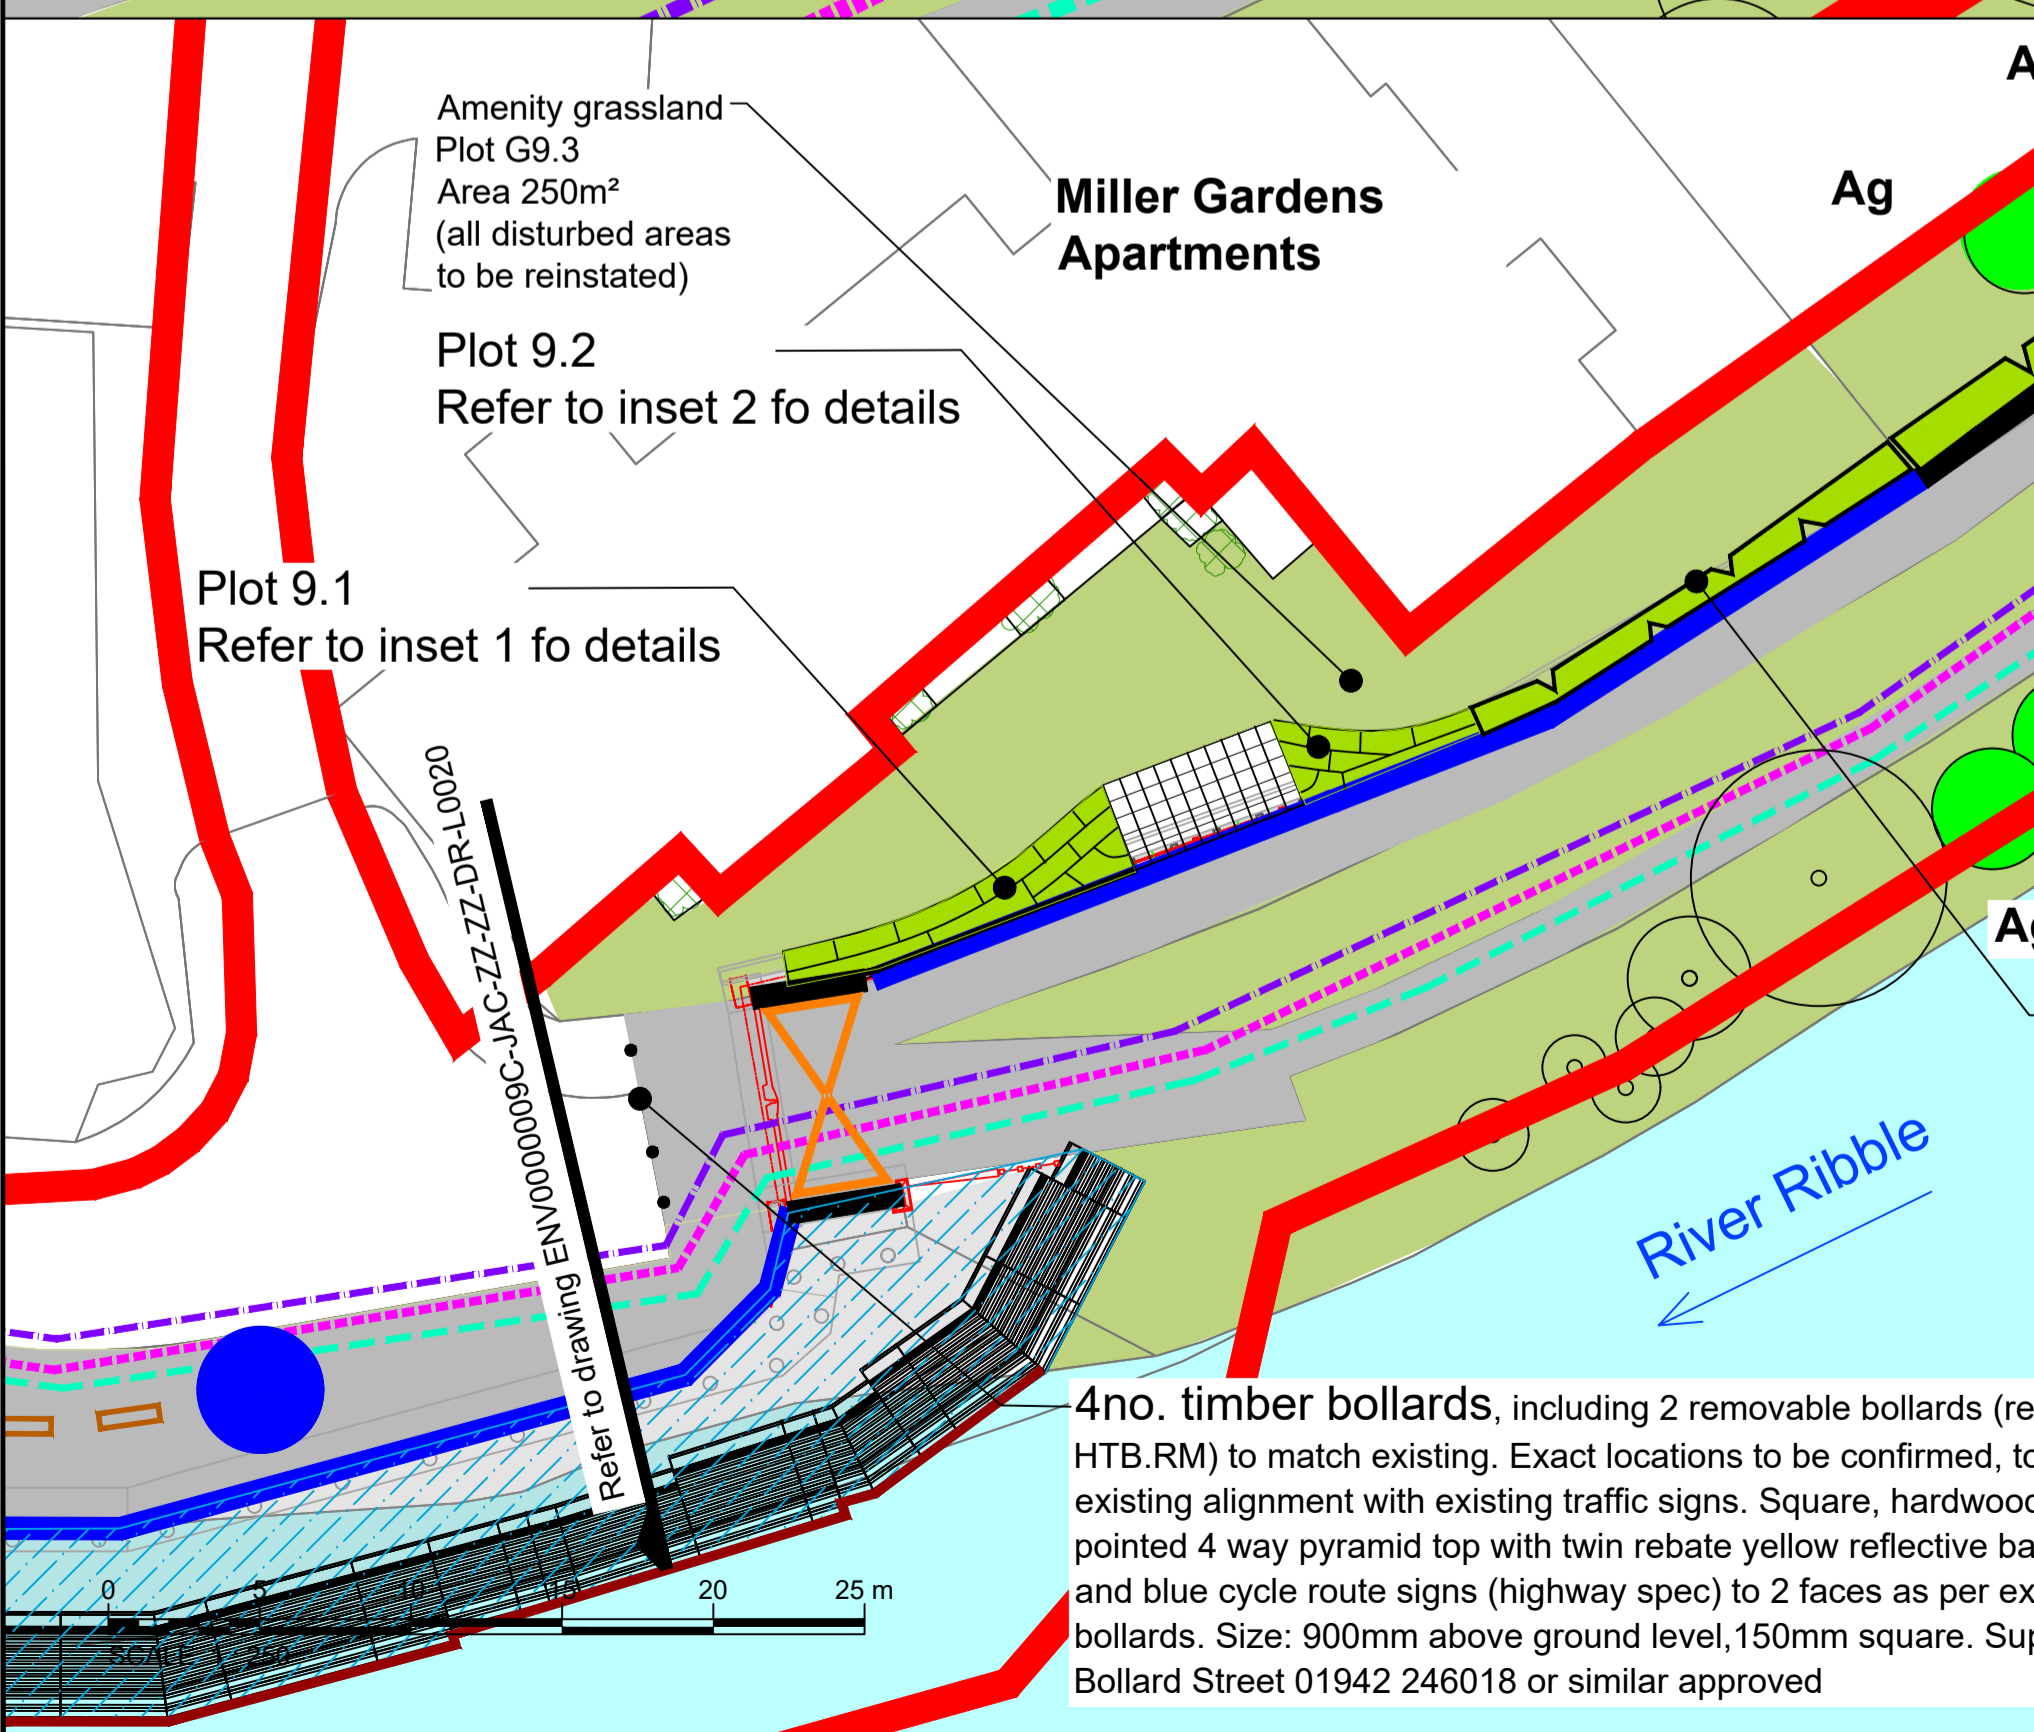 Amenity grassland
Plot G9.3
Area 250m²
(all disturbed areas
to be reinstated)
Miller Gardens
Apartments
A
Ag
Plot 9.2
Refer to inset 2 fo details
Plot 9.1
Refer to inset 1 fo details
Refer to drawing ENV0000009C-JAC-ZZ-ZZ-DR-L0020
Ag
River Ribble
4no. timber bollards, including 2 removable bollards (re
HTB.RM) to match existing. Exact locations to be confirmed, to
existing alignment with existing traffic signs. Square, hardwood
pointed 4 way pyramid top with twin rebate yellow reflective ba
and blue cycle route signs (highway spec) to 2 faces as per ex
bollards. Size: 900mm above ground level,150mm square. Sup
Bollard Street 01942 246018 or similar approved
0 5 10 15 20 25 m
SCALE 250